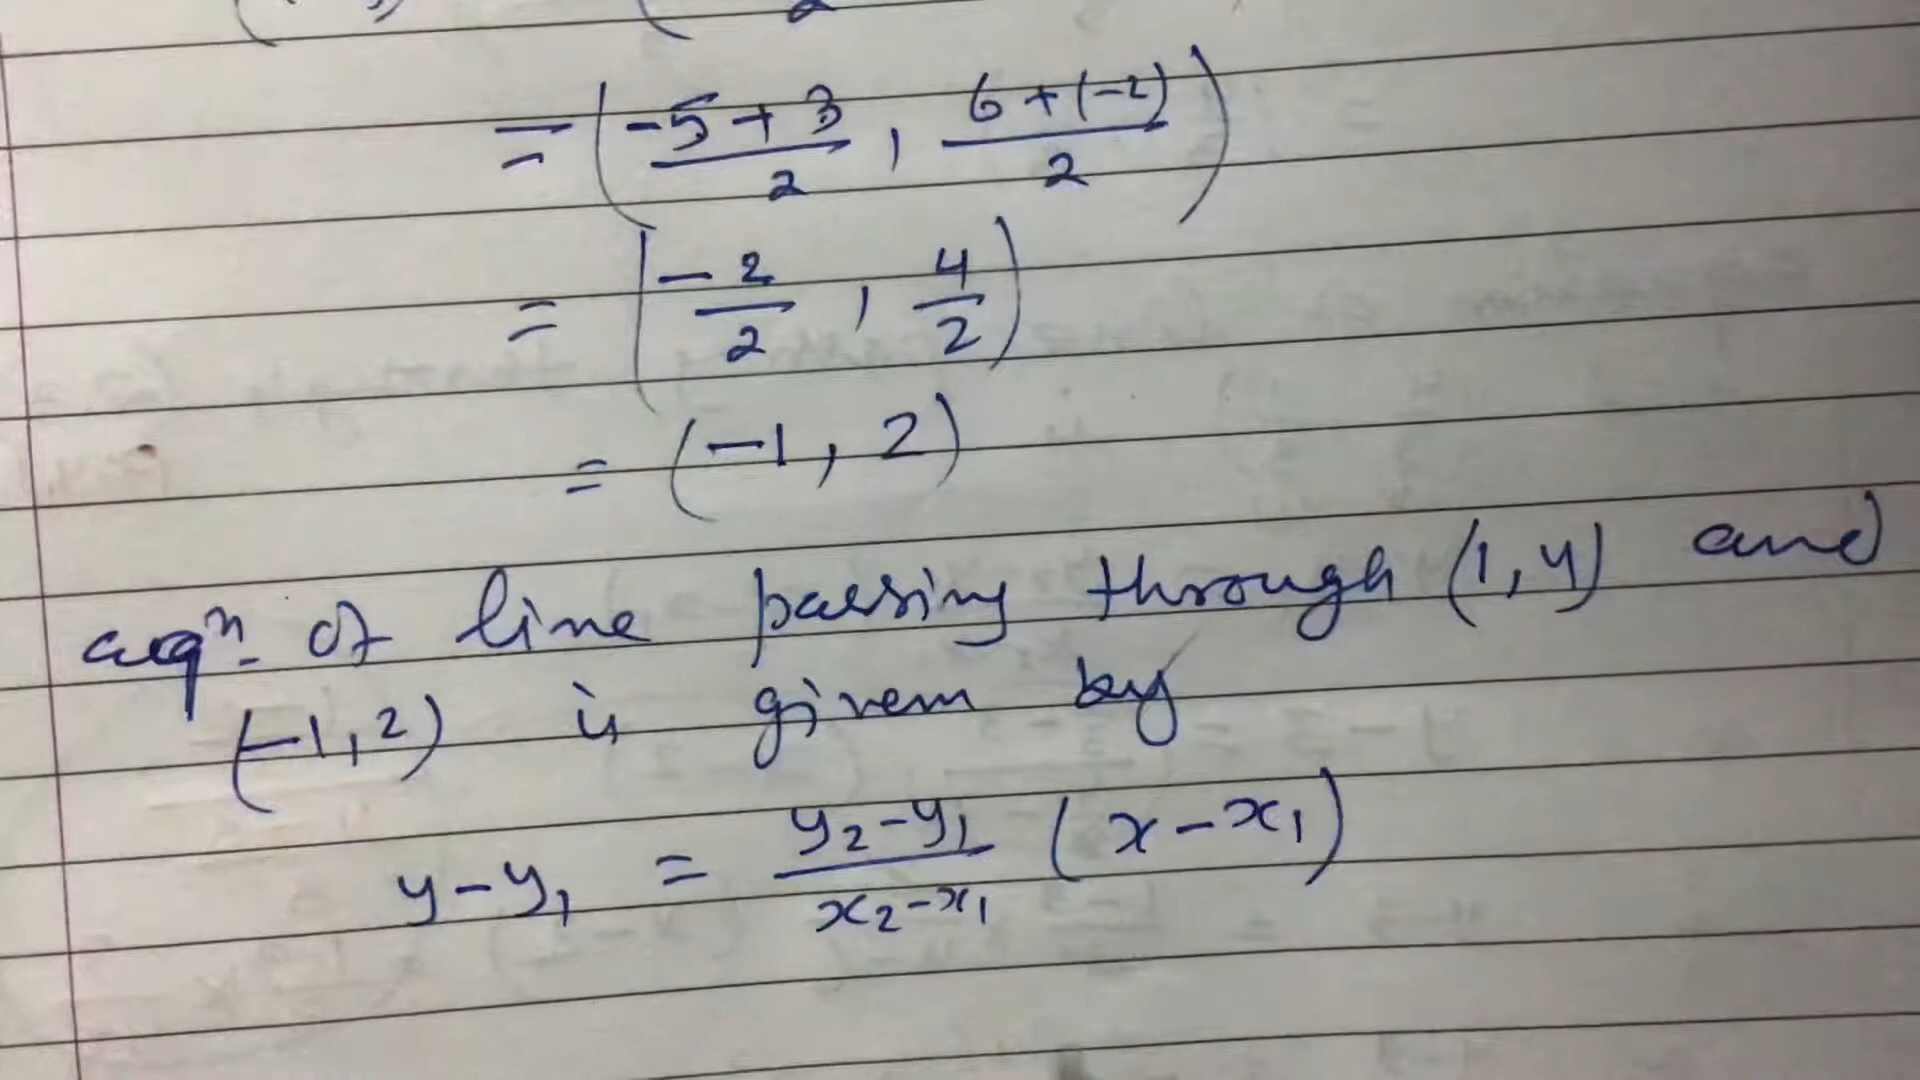 = ( -5+3 / 2 , 6+(-2) / 2 )
= ( -2/2 , 4/2 )
= (-1, 2)
eqn. of line passing through (1,4) and
(-1,2) is given by
y-y1 = y2-y1 / x2-x1 (x-x1)